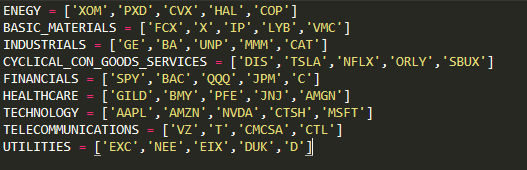 ENEGY = ['XOM','PXD','CVX','HAL','COP']
BASIC_MATERIALS = ['FCX','X','IP','LYB','VMC']
INDUSTRIALS = ['GE','BA','UNP','MMM','CAT']
CYCLICAL_CON_GOODS_SERVICES = ['DIS','TSLA','NFLX','ORLY','SBUX']
FINANCIALS = ['SPY','BAC','QQQ','JPM','C']
HEALTHCARE = ['GILD','BMY','PFE','JNJ','AMGN']
TECHNOLOGY = ['AAPL','AMZN','NVDA','CTSH','MSFT']
TELECOMMUNICATIONS = ['VZ','T','CMCSA','CTL']
UTILITIES = ['EXC','NEE','EIX','DUK','D']